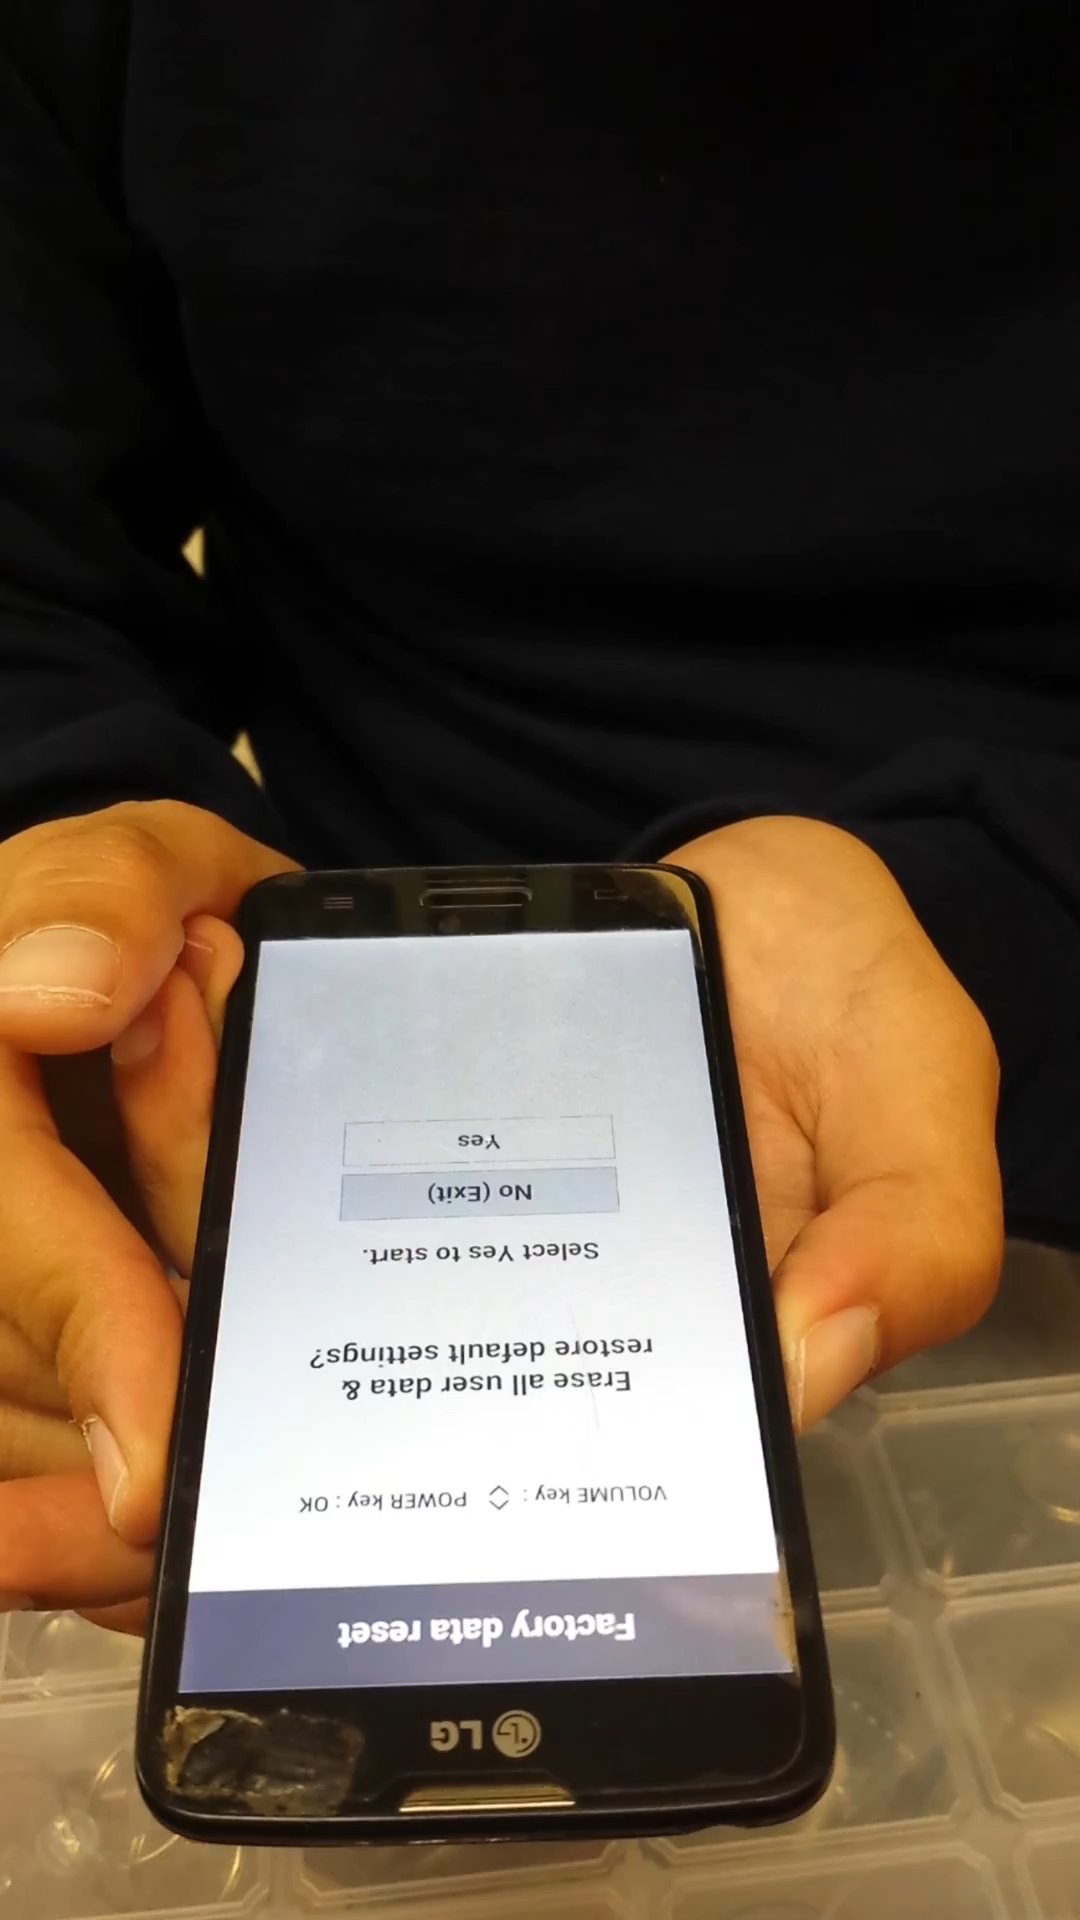 LG
Factory data reset
VOLUME key : POWER key : OK
Erase all user data &
restore default settings?
Select Yes to start.
No (Exit)
Yes